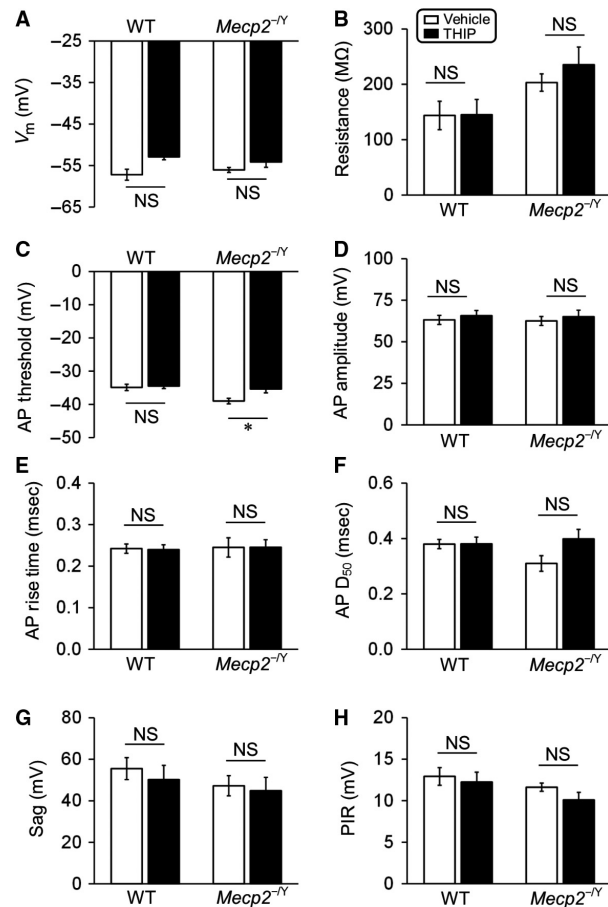 A
WT
Mecp2–/Y
–25
–35
–45
–55
–65
Vm (mV)
NS
NS
B
Vehicle
THIP
300
200
100
0
Resistance (MΩ)
NS
NS
WT
Mecp2–/Y
C
WT
Mecp2–/Y
0
–10
–20
–30
–40
–50
AP threshold (mV)
NS
*
D
100
75
50
25
0
AP amplitude (mV)
NS
NS
WT
Mecp2–/Y
E
0.4
0.3
0.2
0.1
0.0
AP rise time (msec)
NS
NS
WT
Mecp2–/Y
F
0.6
0.4
0.2
0.0
AP D50 (msec)
NS
NS
WT
Mecp2–/Y
G
80
60
40
20
0
Sag (mV)
NS
NS
WT
Mecp2–/Y
H
20
15
10
5
0
PIR (mV)
NS
NS
WT
Mecp2–/Y